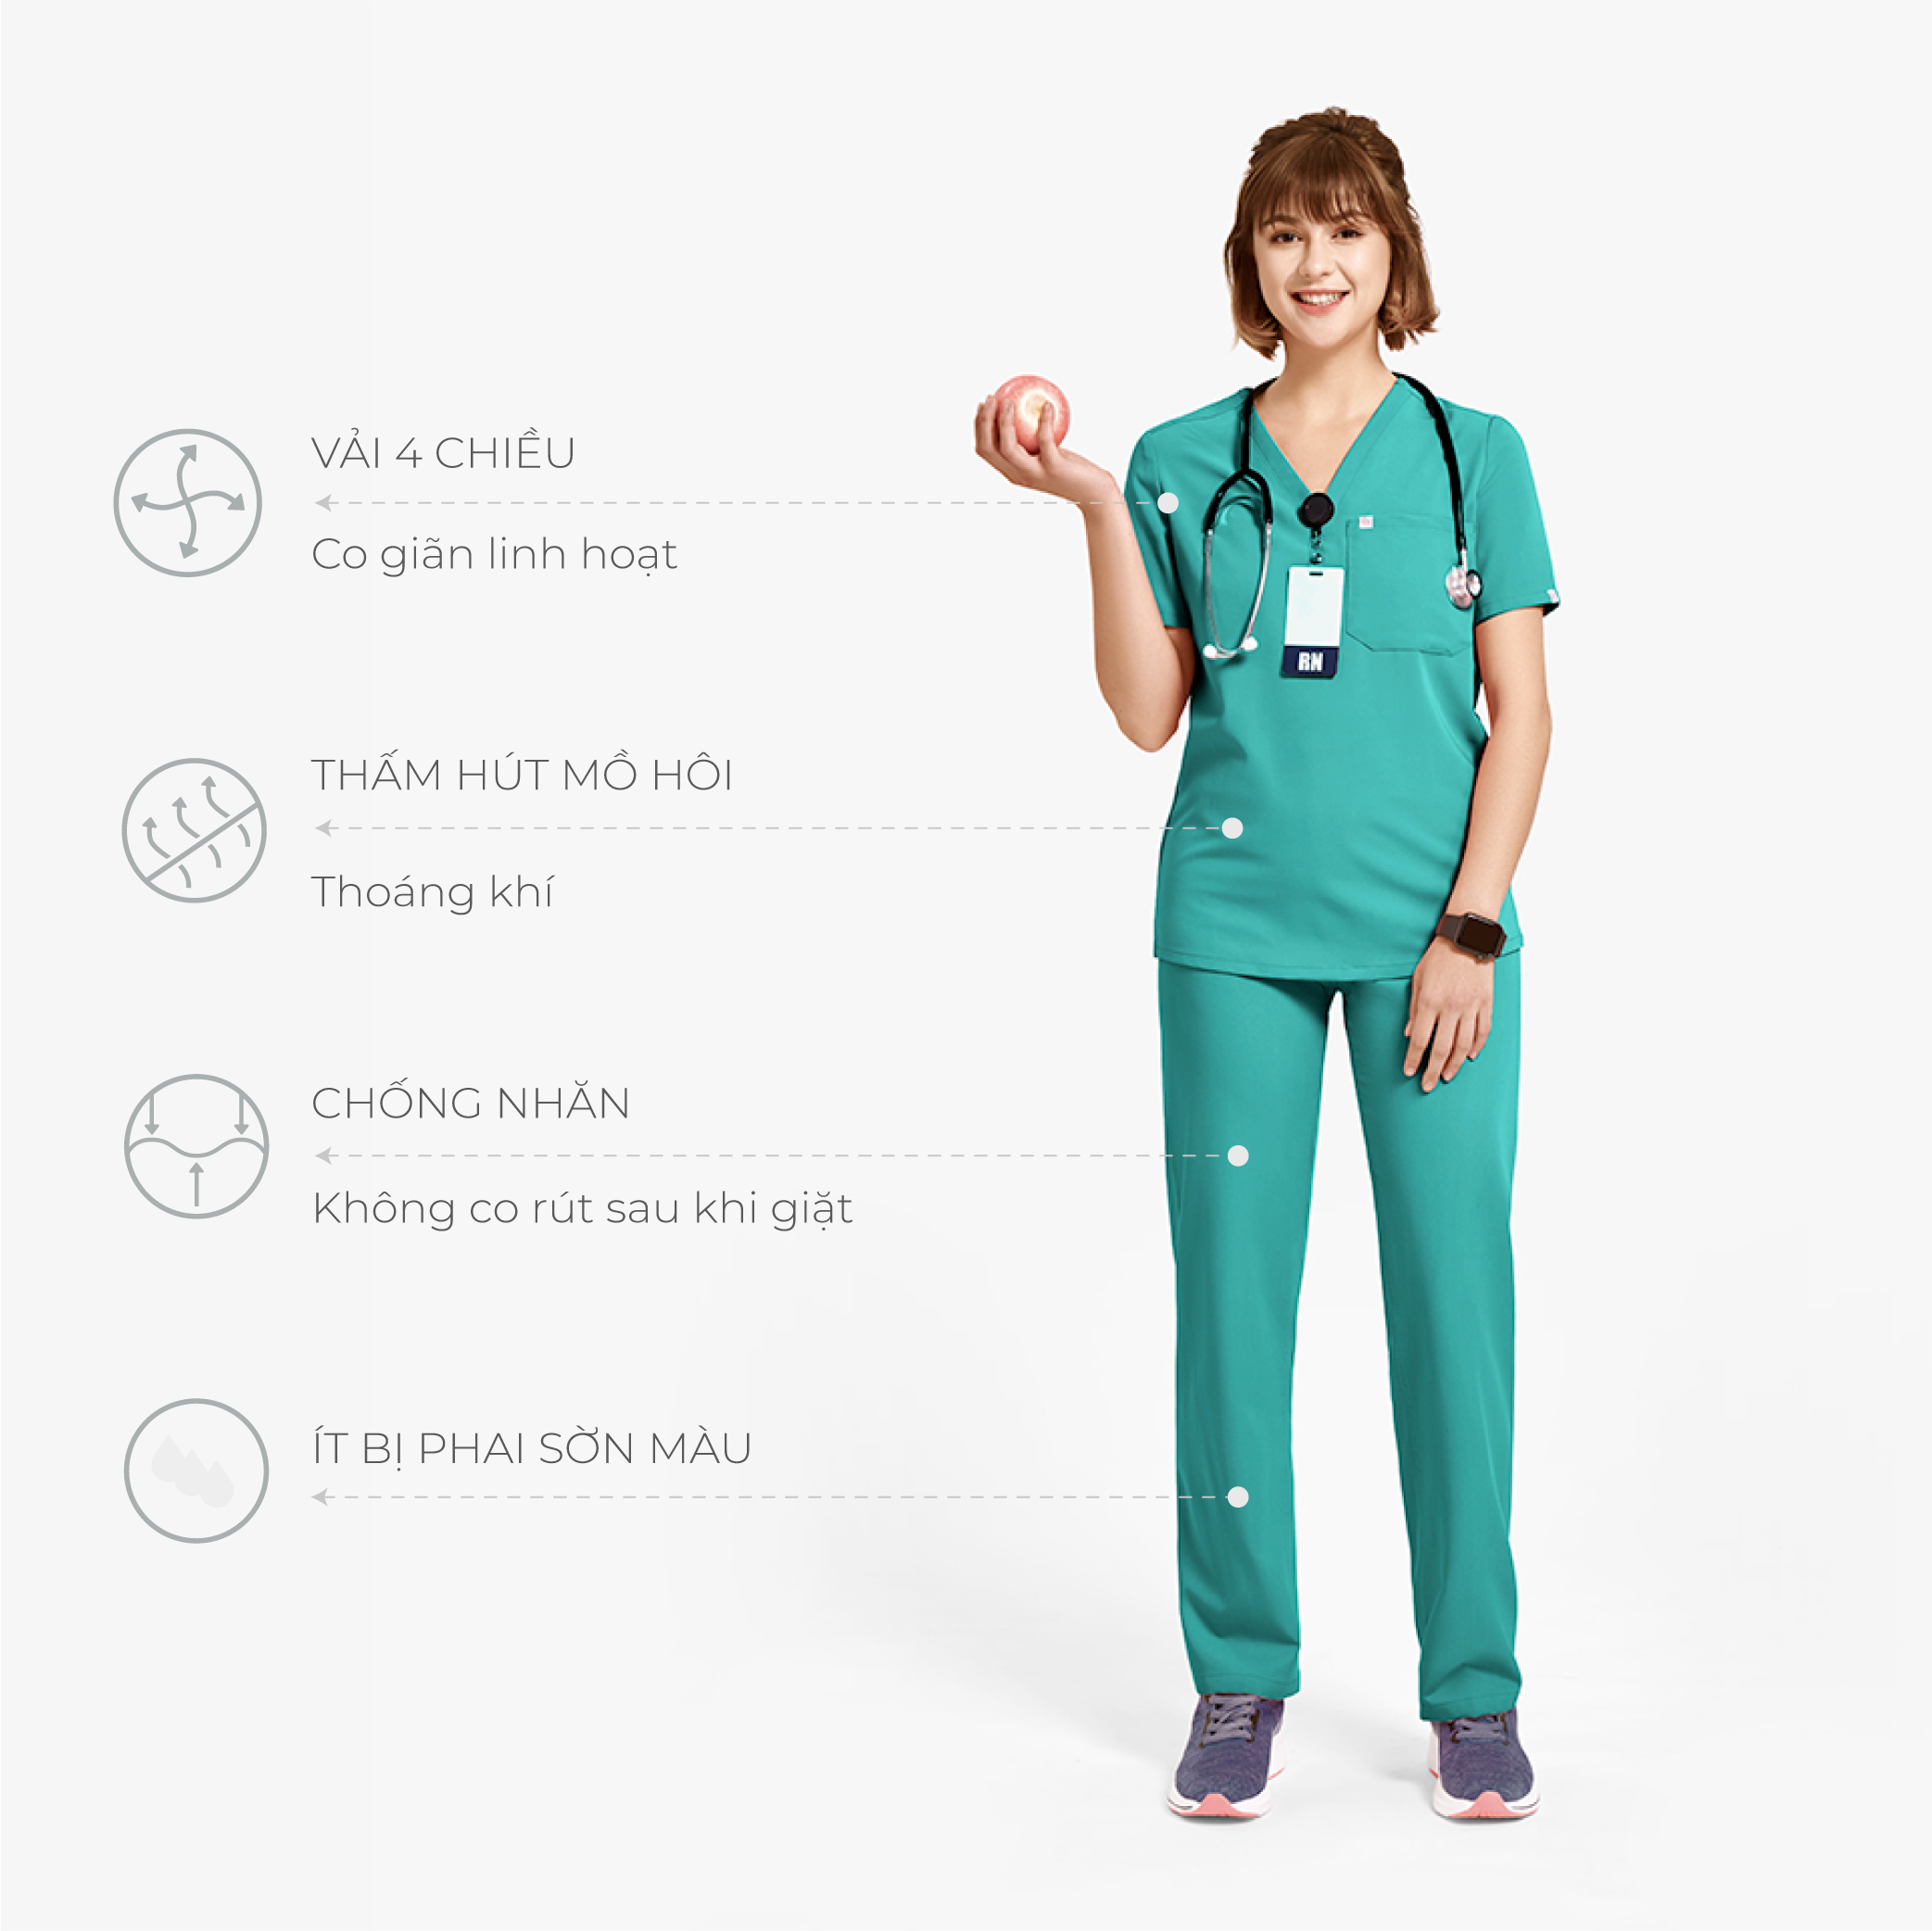 VẢI 4 CHIỀU
Co giãn linh hoạt
RN
THẤM HÚT MỒ HÔI
Thoáng khí
CHỐNG NHĂN
Không co rút sau khi giặt
ÍT BỊ PHAI SỜN MÀU